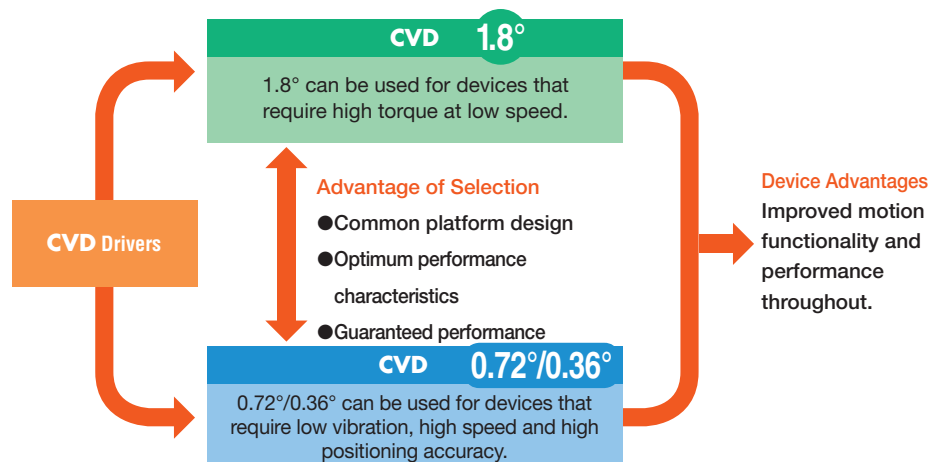 CVD 1.8°
1.8° can be used for devices that
require high torque at low speed.
CVD Drivers
Advantage of Selection
●Common platform design
●Optimum performance
characteristics
●Guaranteed performance
Device Advantages
Improved motion
functionality and
performance
throughout.
CVD 0.72°/0.36°
0.72°/0.36° can be used for devices that
require low vibration, high speed and high
positioning accuracy.